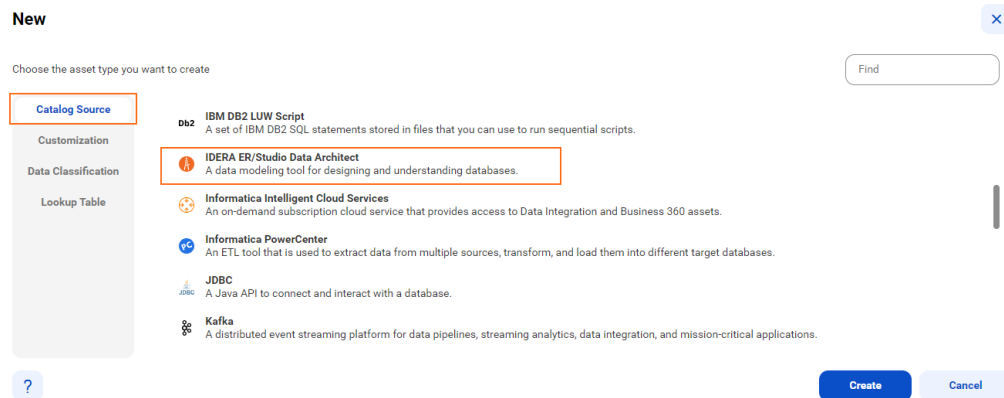 New
Choose the asset type you want to create
Find
Catalog Source
Customization
Data Classification
Lookup Table
Db2
IBM DB2 LUW Script
A set of IBM DB2 SQL statements stored in files that you can use to run sequential scripts.
IDERA ER/Studio Data Architect
A data modeling tool for designing and understanding databases.
Informatica Intelligent Cloud Services
An on-demand subscription cloud service that provides access to Data Integration and Business 360 assets.
PC
Informatica PowerCenter
An ETL tool that is used to extract data from multiple sources, transform, and load them into different target databases.
JDBC
JDBC
A Java API to connect and interact with a database.
Kafka
A distributed event streaming platform for data pipelines, streaming analytics, data integration, and mission-critical applications.
?
Create
Cancel